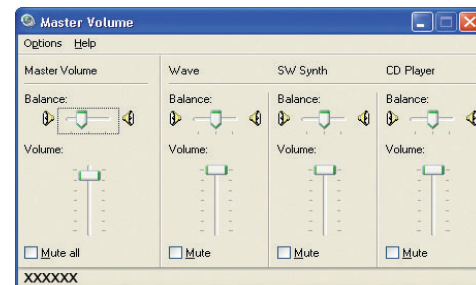 Master Volume
Options Help
Master Volume
Wave
SW Synth
CD Player
Balance:
Balance:
Balance:
Balance:
Volume:
Volume:
Volume:
Volume:
Mute all
Mute
Mute
Mute
XXXXXX